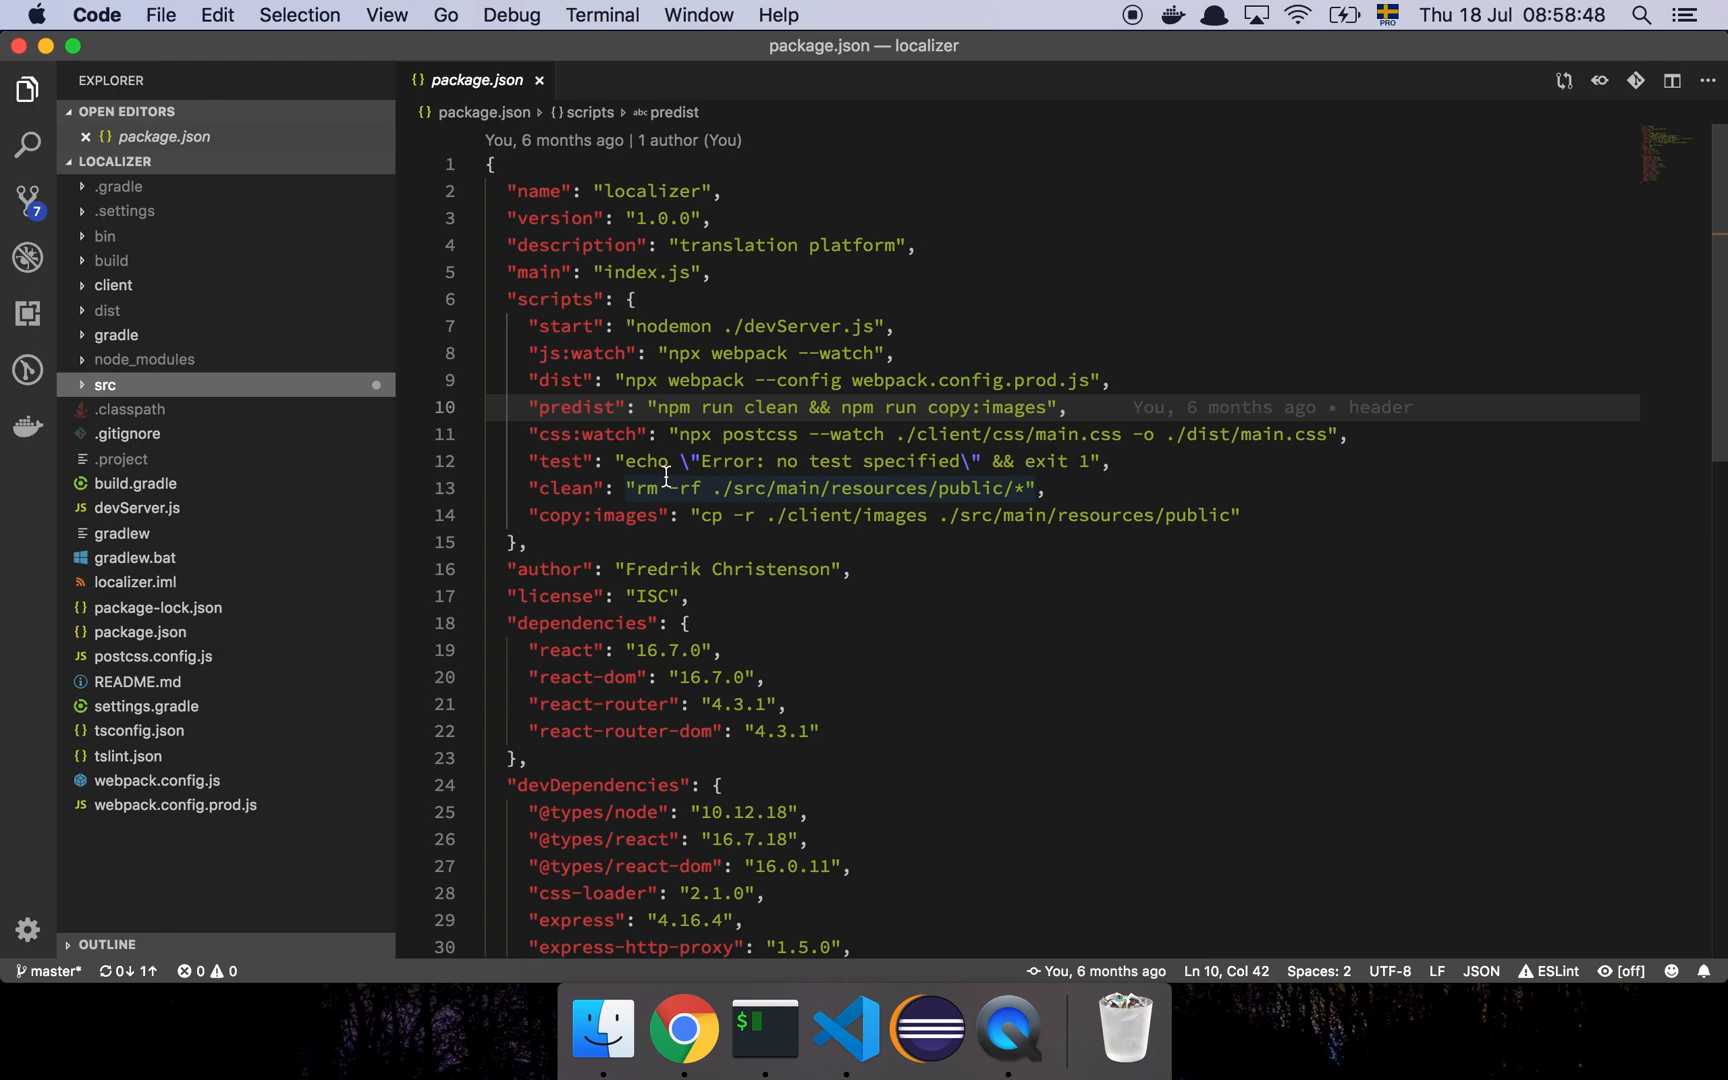 Code File Edit Selection View Go Debug Terminal Window Help PRO Thu 18 Jul 08:58:48
package.json — localizer
EXPLORER
OPEN EDITORS
{} package.json
LOCALIZER
.gradle
.settings
bin
build
client
dist
gradle
node_modules
src
.classpath
.gitignore
.project
build.gradle
JS devServer.js
gradlew
gradlew.bat
localizer.iml
{} package-lock.json
{} package.json
JS postcss.config.js
README.md
settings.gradle
{} tsconfig.json
{} tslint.json
webpack.config.js
JS webpack.config.prod.js
OUTLINE
7
{} package.json ×
{} package.json › {} scripts › abc predist
You, 6 months ago | 1 author (You)
1 {
2 "name": "localizer",
3 "version": "1.0.0",
4 "description": "translation platform",
5 "main": "index.js",
6 "scripts": {
7 "start": "nodemon ./devServer.js",
8 "js:watch": "npx webpack --watch",
9 "dist": "npx webpack --config webpack.config.prod.js",
10 "predist": "npm run clean && npm run copy:images", You, 6 months ago • header
11 "css:watch": "npx postcss --watch ./client/css/main.css -o ./dist/main.css",
12 "test": "echo \"Error: no test specified\" && exit 1",
13 "clean": "rm -rf ./src/main/resources/public/*",
14 "copy:images": "cp -r ./client/images ./src/main/resources/public"
15 },
16 "author": "Fredrik Christenson",
17 "license": "ISC",
18 "dependencies": {
19 "react": "16.7.0",
20 "react-dom": "16.7.0",
21 "react-router": "4.3.1",
22 "react-router-dom": "4.3.1"
23 },
24 "devDependencies": {
25 "@types/node": "10.12.18",
26 "@types/react": "16.7.18",
27 "@types/react-dom": "16.0.11",
28 "css-loader": "2.1.0",
29 "express": "4.16.4",
30 "express-http-proxy": "1.5.0",
master* 0↓ 1↑ 0 0 You, 6 months ago Ln 10, Col 42 Spaces: 2 UTF-8 LF JSON ESLint [off]
$